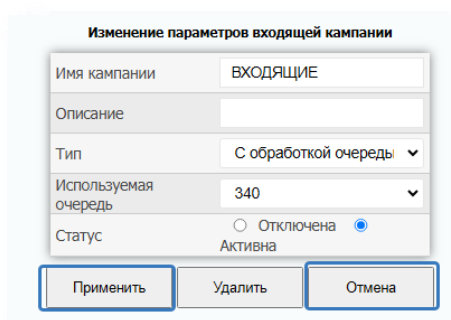 Изменение параметров входящей кампании
Имя кампании ВХОДЯЩИЕ
Описание
Тип С обработкой очереды
Используемая
очередь
340
Статус
Отключена
Активна
Применить Удалить Отмена